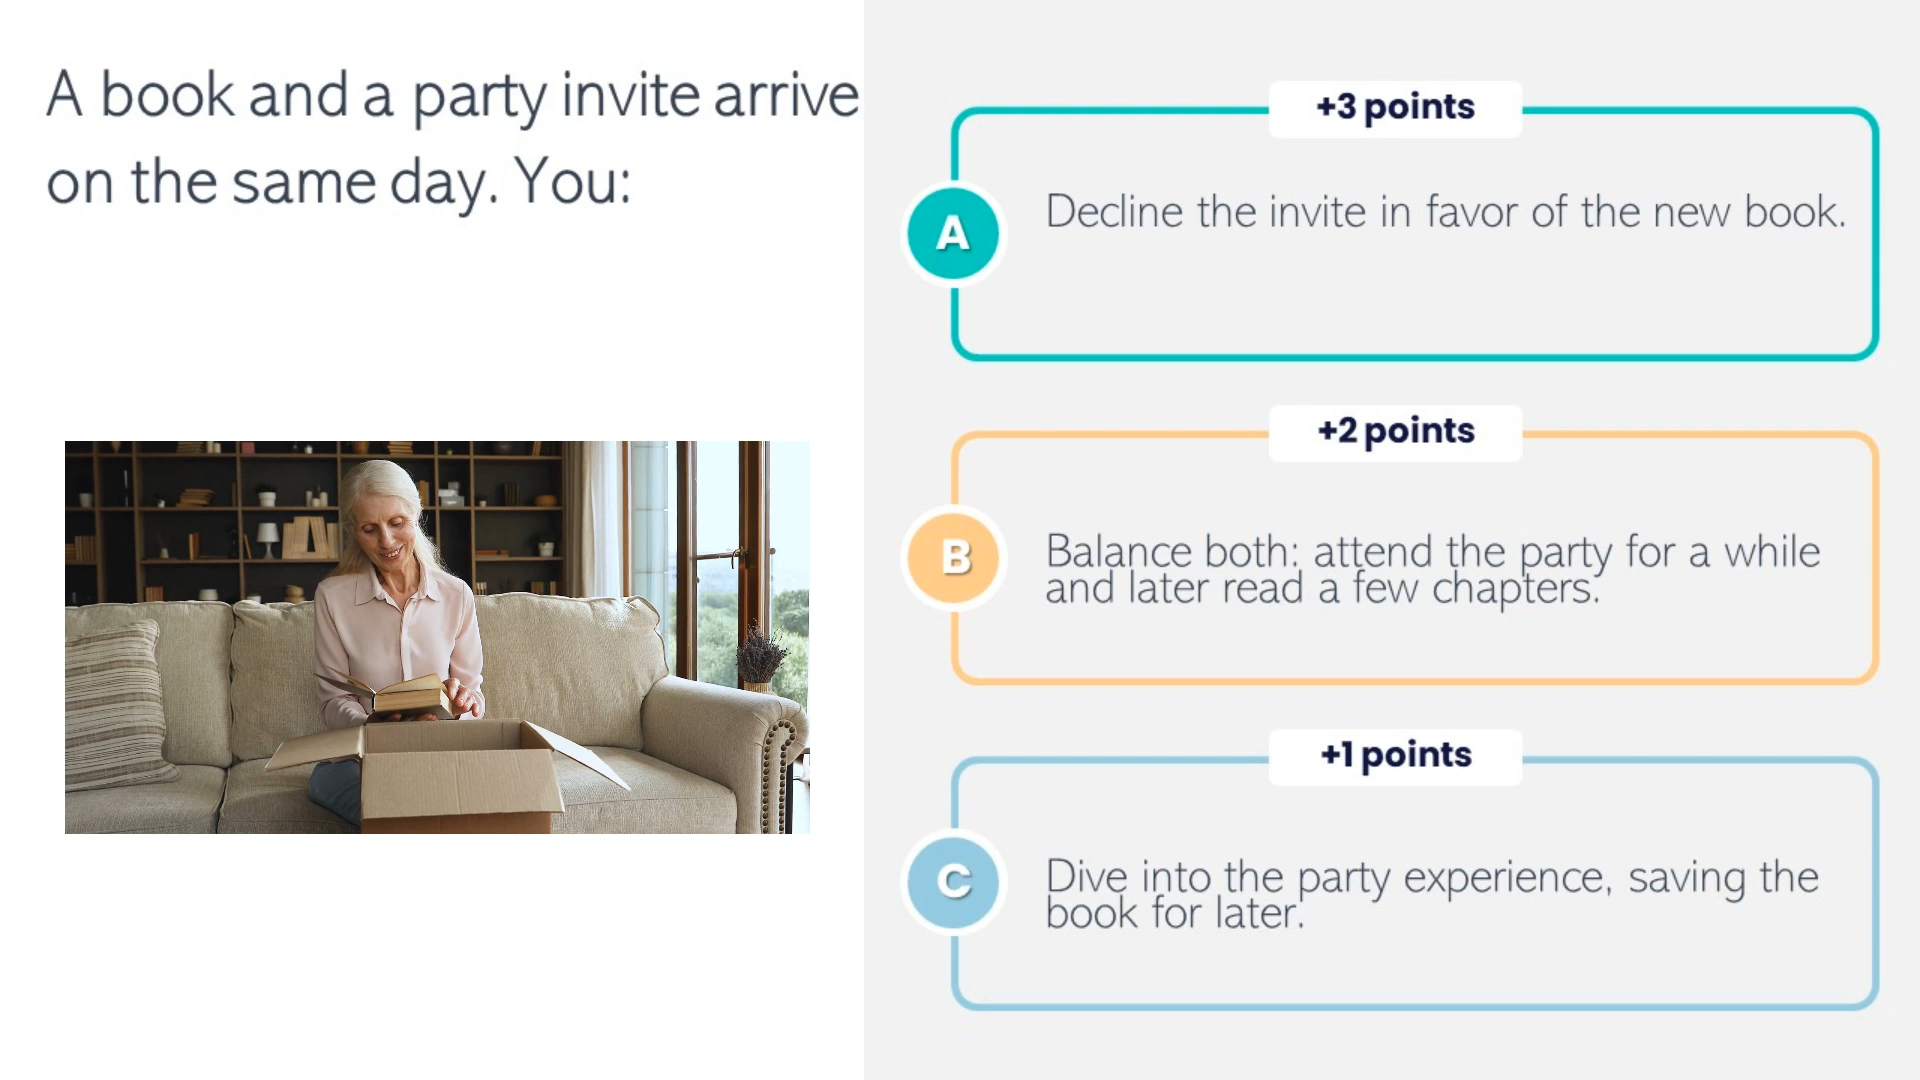 A book and a party invite arrive
on the same day. You:
+3 points
A
Decline the invite in favor of the new book.
+2 points
B
Balance both: attend the party for a while
and later read a few chapters.
+1 points
C
Dive into the party experience, saving the
book for later.